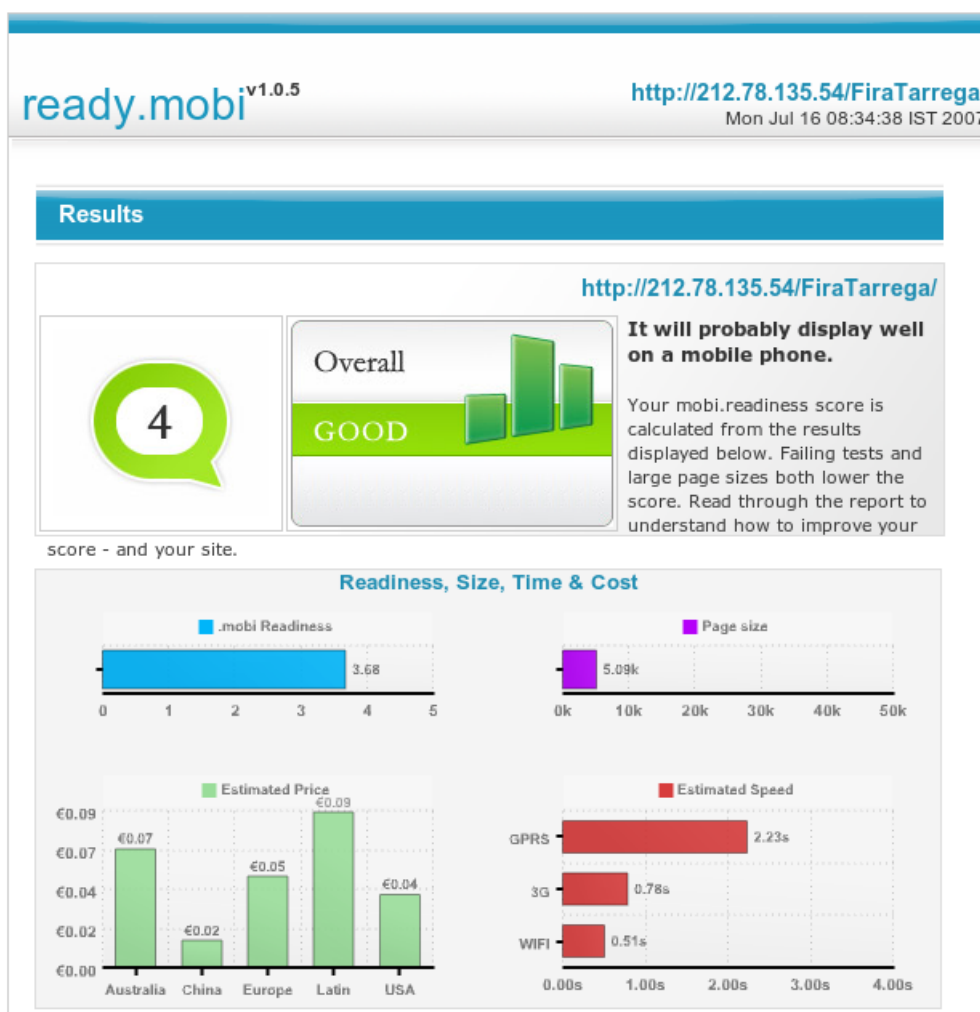 ready.mobi v1.0.5
http://212.78.135.54/FiraTarrega
Mon Jul 16 08:34:38 IST 2007
Results
http://212.78.135.54/FiraTarrega/
4
Overall
GOOD
It will probably display well
on a mobile phone.
Your mobi.readiness score is
calculated from the results
displayed below. Failing tests and
large page sizes both lower the
score. Read through the report to
understand how to improve your
score - and your site.
Readiness, Size, Time & Cost
.mobi Readiness
3.68
0 1 2 3 4 5
Page size
5.09k
0k 10k 20k 30k 40k 50k
Estimated Price
€0.09
€0.07
€0.04
€0.02
€0.00
€0.07
€0.02
€0.05
€0.09
€0.04
Australia China Europe Latin USA
Estimated Speed
GPRS 2.23s
3G 0.78s
WIFI 0.51s
0.00s 1.00s 2.00s 3.00s 4.00s